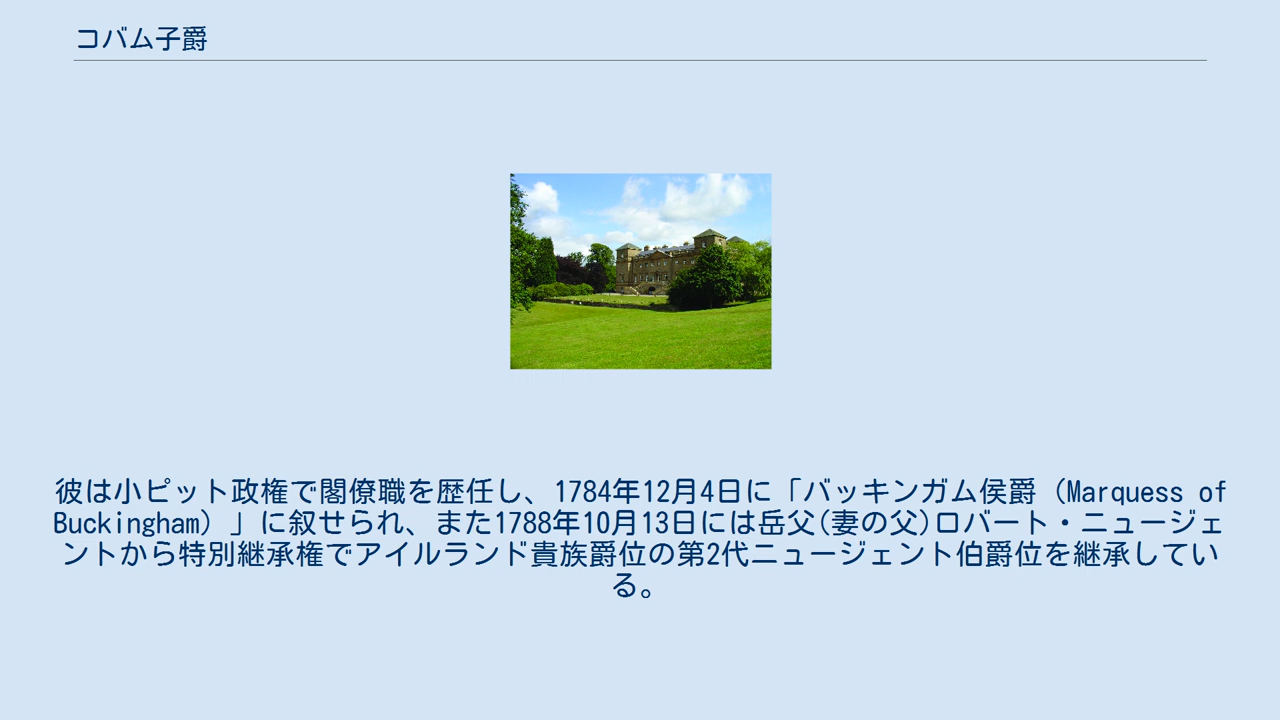 コバム子爵
彼は小ピット政権で閣僚職を歴任し、1784年12月4日に「バッキンガム侯爵（Marquess of
Buckingham）」に叙せられ、また1788年10月13日には岳父(妻の父)ロバート・ニュージェ
ントから特別継承権でアイルランド貴族爵位の第2代ニュージェント伯爵位を継承してい
る。